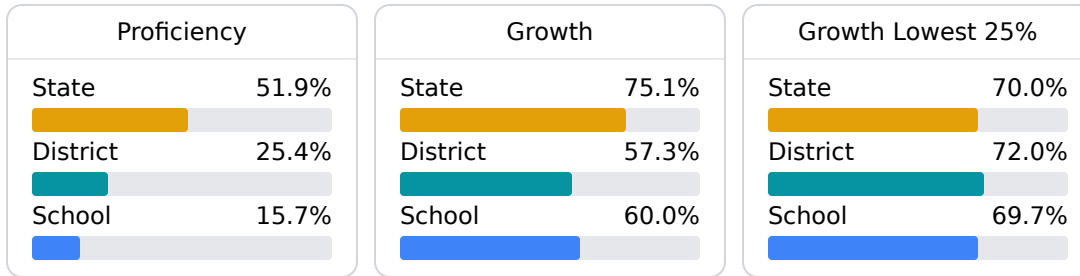 Proficiency
State 51.9%
District 25.4%
School 15.7%
Growth
State 75.1%
District 57.3%
School 60.0%
Growth Lowest 25%
State 70.0%
District 72.0%
School 69.7%